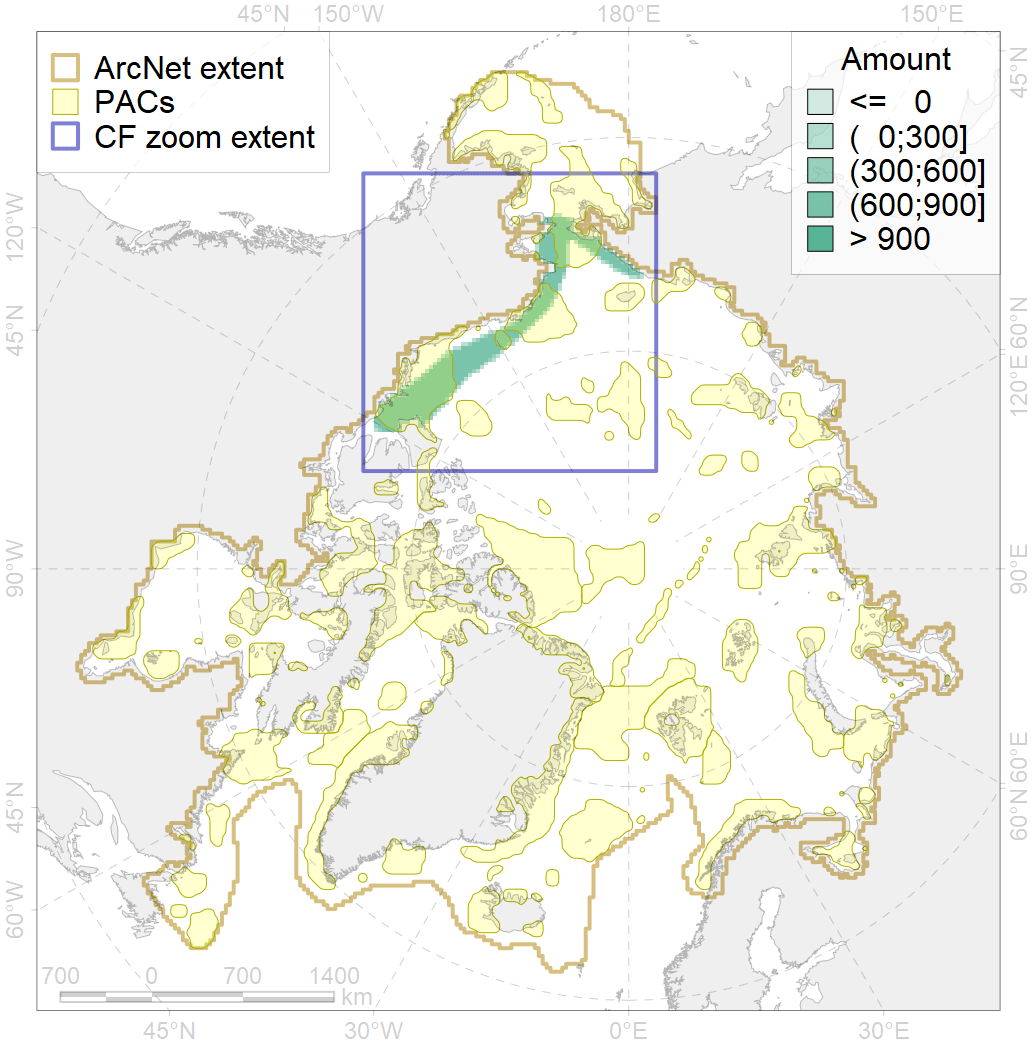 45°N 150°W 180°E 150°E
ArcNet extent
PACs
CF zoom extent
Amount
<= 0
( 0;300]
(300;600]
(600;900]
> 900
45°N
120°W
45°N
60°N
120°E
90°W
90°E
45°N
60°E
60°N
60°W
700 0 700 1400
km
45°N 30°W 0°E 30°E